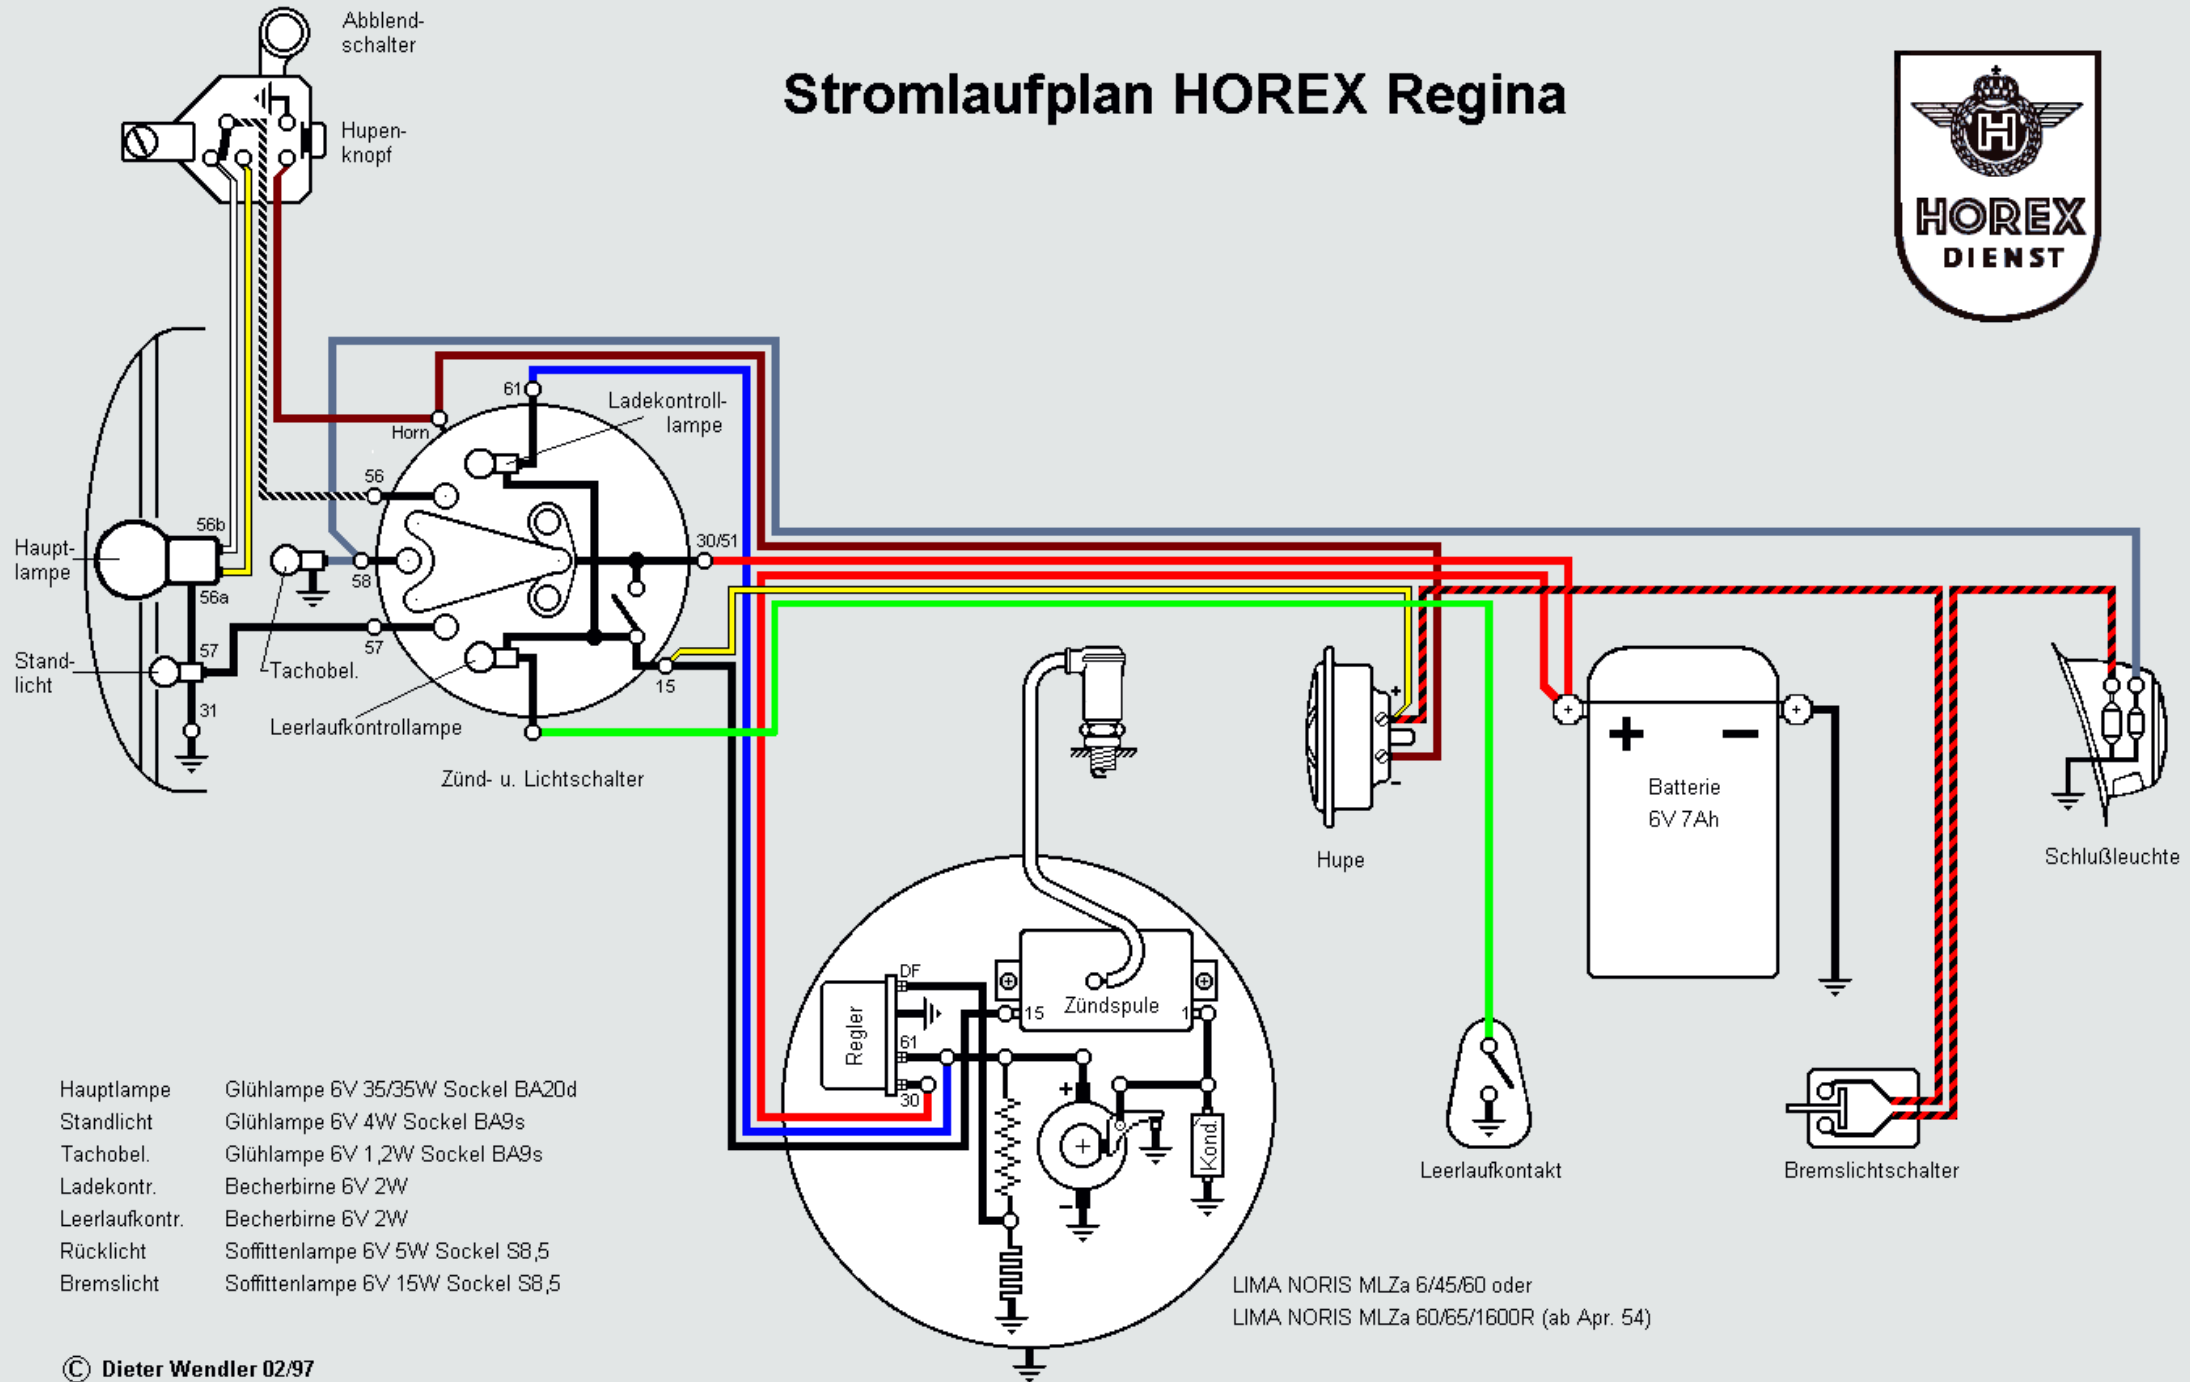 Abblend-
schalter
Stromlaufplan HOREX Regina
H
HOREX
DIENST
Hupen-
knopf
61
Ladekontroll-
lampe
Horn
56
56b
Haupt-
lampe
30/51
58
56a
57
57
Stand-
licht
Tachobel.
15
31
Leerlaufkontrollampe
Zünd- u. Lichtschalter
+
-
Hupe
+
+ -
+
Batterie
6V 7Ah
Schlußleuchte
DF
Regler
61
30
15
Zündspule
1
+
-
Kond.
Leerlaufkontakt
Bremslichtschalter
Hauptlampe Glühlampe 6V 35/35W Sockel BA20d
Standlicht Glühlampe 6V 4W Sockel BA9s
Tachobel. Glühlampe 6V 1,2W Sockel BA9s
Ladekontr. Becherbirne 6V 2W
Leerlaufkontr. Becherbirne 6V 2W
Rücklicht Soffittenlampe 6V 5W Sockel S8,5
Bremslicht Soffittenlampe 6V 15W Sockel S8,5
LIMA NORIS MLZa 6/45/60 oder
LIMA NORIS MLZa 60/65/1600R (ab Apr. 54)
© Dieter Wendler 02/97